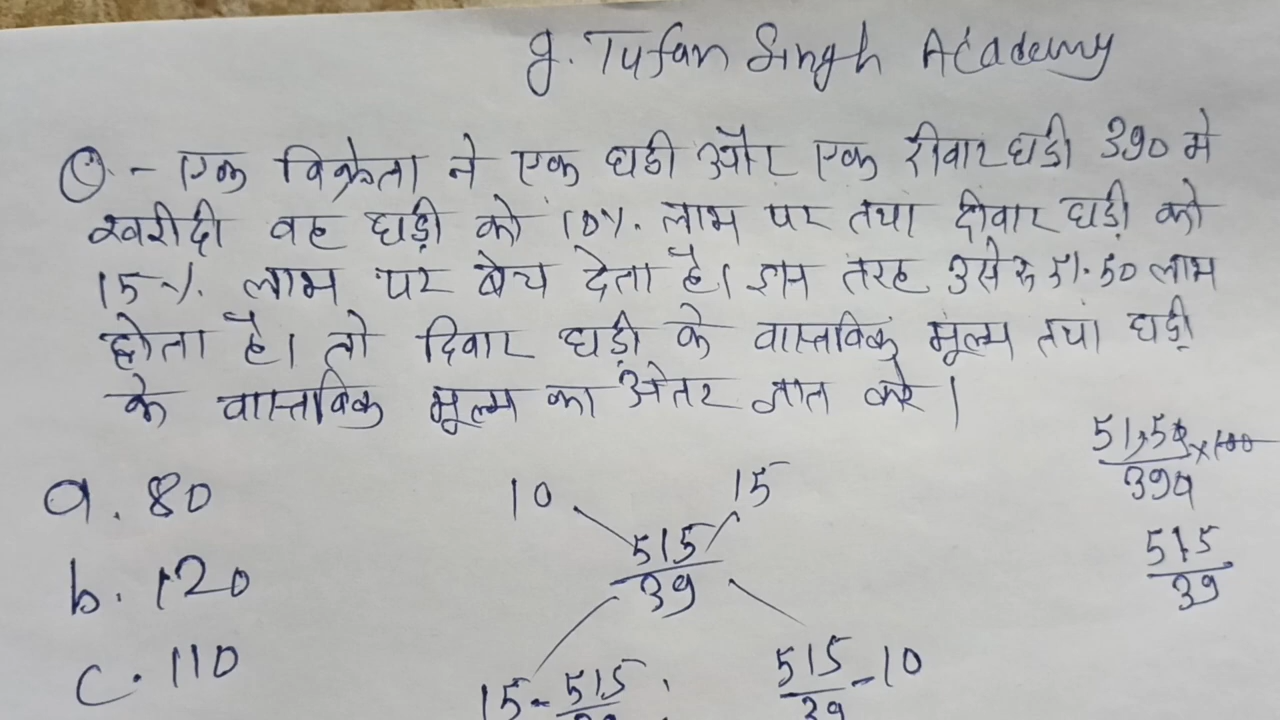 g. Tufan Singh Academy
Q.- एक विक्रेता ने एक घडी और एक दीवार घडी 390 मे
खरीदी वह घड़ी को 10%. लाभ पर तथा दीवार घड़ी को
15%. लाभ पर बेच देता है। इस तरह उसे रु 51.50 लाभ
होता है। तो दिवार घड़ी के वास्तविक मूल्य तथा घड़ी
के वास्तविक मूल्य का अंतर ज्ञात करे।
51,50×100
390
a. 80
10
15
515
39
515
39
b. 120
c. 110
15-515
39
515-10
39